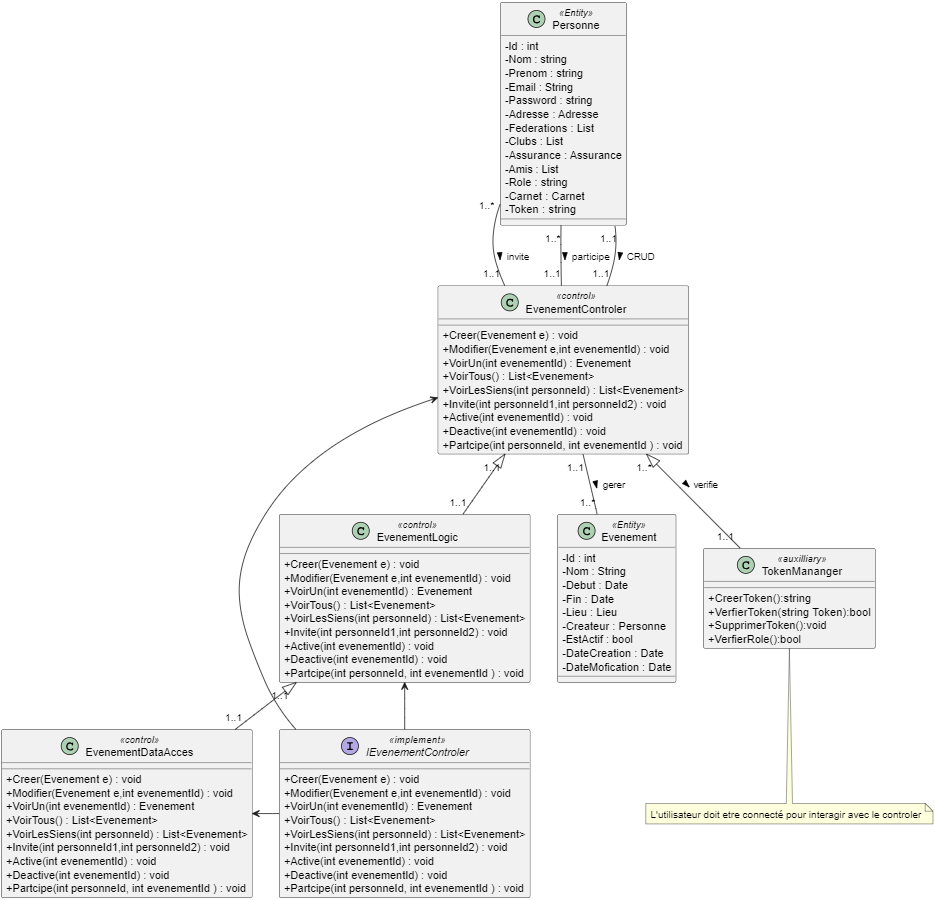 C
«Entity»
Personne
-Id : int
-Nom : string
-Prenom : string
-Email : String
-Password : string
-Adresse : Adresse
-Federations : List
-Clubs : List
-Assurance : Assurance
-Amis : List
-Role : string
-Carnet : Carnet
-Token : string
1..*
1..*
1..1
invite
participe
CRUD
1..1
1..1
1..1
C
«control»
EvenementControler
+Creer(Evenement e) : void
+Modifier(Evenement e,int evenementId) : void
+VoirUn(int evenementId) : Evenement
+VoirTous() : List<Evenement>
+VoirLesSiens(int personneId) : List<Evenement>
+Invite(int personneId1,int personneId2) : void
+Active(int evenementId) : void
+Deactive(int evenementId) : void
+Partcipe(int personneId, int evenementId ) : void
1..1
1..1
1..*
gerer
verifie
1..1
1..*
1..1
C
«control»
EvenementLogic
+Creer(Evenement e) : void
+Modifier(Evenement e,int evenementId) : void
+VoirUn(int evenementId) : Evenement
+VoirTous() : List<Evenement>
+VoirLesSiens(int personneId) : List<Evenement>
+Invite(int personneId1,int personneId2) : void
+Active(int evenementId) : void
+Deactive(int evenementId) : void
+Partcipe(int personneId, int evenementId ) : void
C
«Entity»
Evenement
-Id : int
-Nom : String
-Debut : Date
-Fin : Date
-Lieu : Lieu
-Createur : Personne
-EstActif : bool
-DateCreation : Date
-DateMofication : Date
C
«auxilliary»
TokenMananger
+CreerToken():string
+VerfierToken(string Token):bool
+SupprimerToken():void
+VerfierRole():bool
1..1
1..1
C
«control»
EvenementDataAcces
+Creer(Evenement e) : void
+Modifier(Evenement e,int evenementId) : void
+VoirUn(int evenementId) : Evenement
+VoirTous() : List<Evenement>
+VoirLesSiens(int personneId) : List<Evenement>
+Invite(int personneId1,int personneId2) : void
+Active(int evenementId) : void
+Deactive(int evenementId) : void
+Partcipe(int personneId, int evenementId ) : void
I
«implement»
IEvenementControler
+Creer(Evenement e) : void
+Modifier(Evenement e,int evenementId) : void
+VoirUn(int evenementId) : Evenement
+VoirTous() : List<Evenement>
+VoirLesSiens(int personneId) : List<Evenement>
+Invite(int personneId1,int personneId2) : void
+Active(int evenementId) : void
+Deactive(int evenementId) : void
+Partcipe(int personneId, int evenementId ) : void
L'utilisateur doit etre connecté pour interagir avec le controler